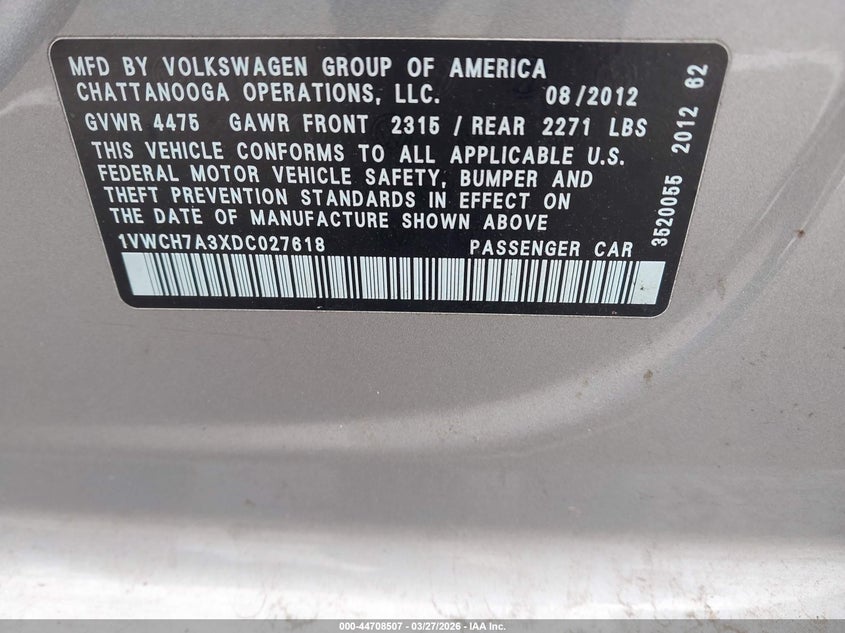 MFD BY VOLKSWAGEN GROUP OF AMERICA
CHATTANOOGA OPERATIONS, LLC. 08/2012
GVWR 4475 GAWR FRONT 2315 / REAR 2271 LBS
THIS VEHICLE CONFORMS TO ALL APPLICABLE U.S.
FEDERAL MOTOR VEHICLE SAFETY, BUMPER AND
THEFT PREVENTION STANDARDS IN EFFECT ON
THE DATE OF MANUFACTURE SHOWN ABOVE
1VWCH7A3XDC027618 PASSENGER CAR
3520055 2012 62
000-44708507 - 03/27/2026 - IAA Inc.